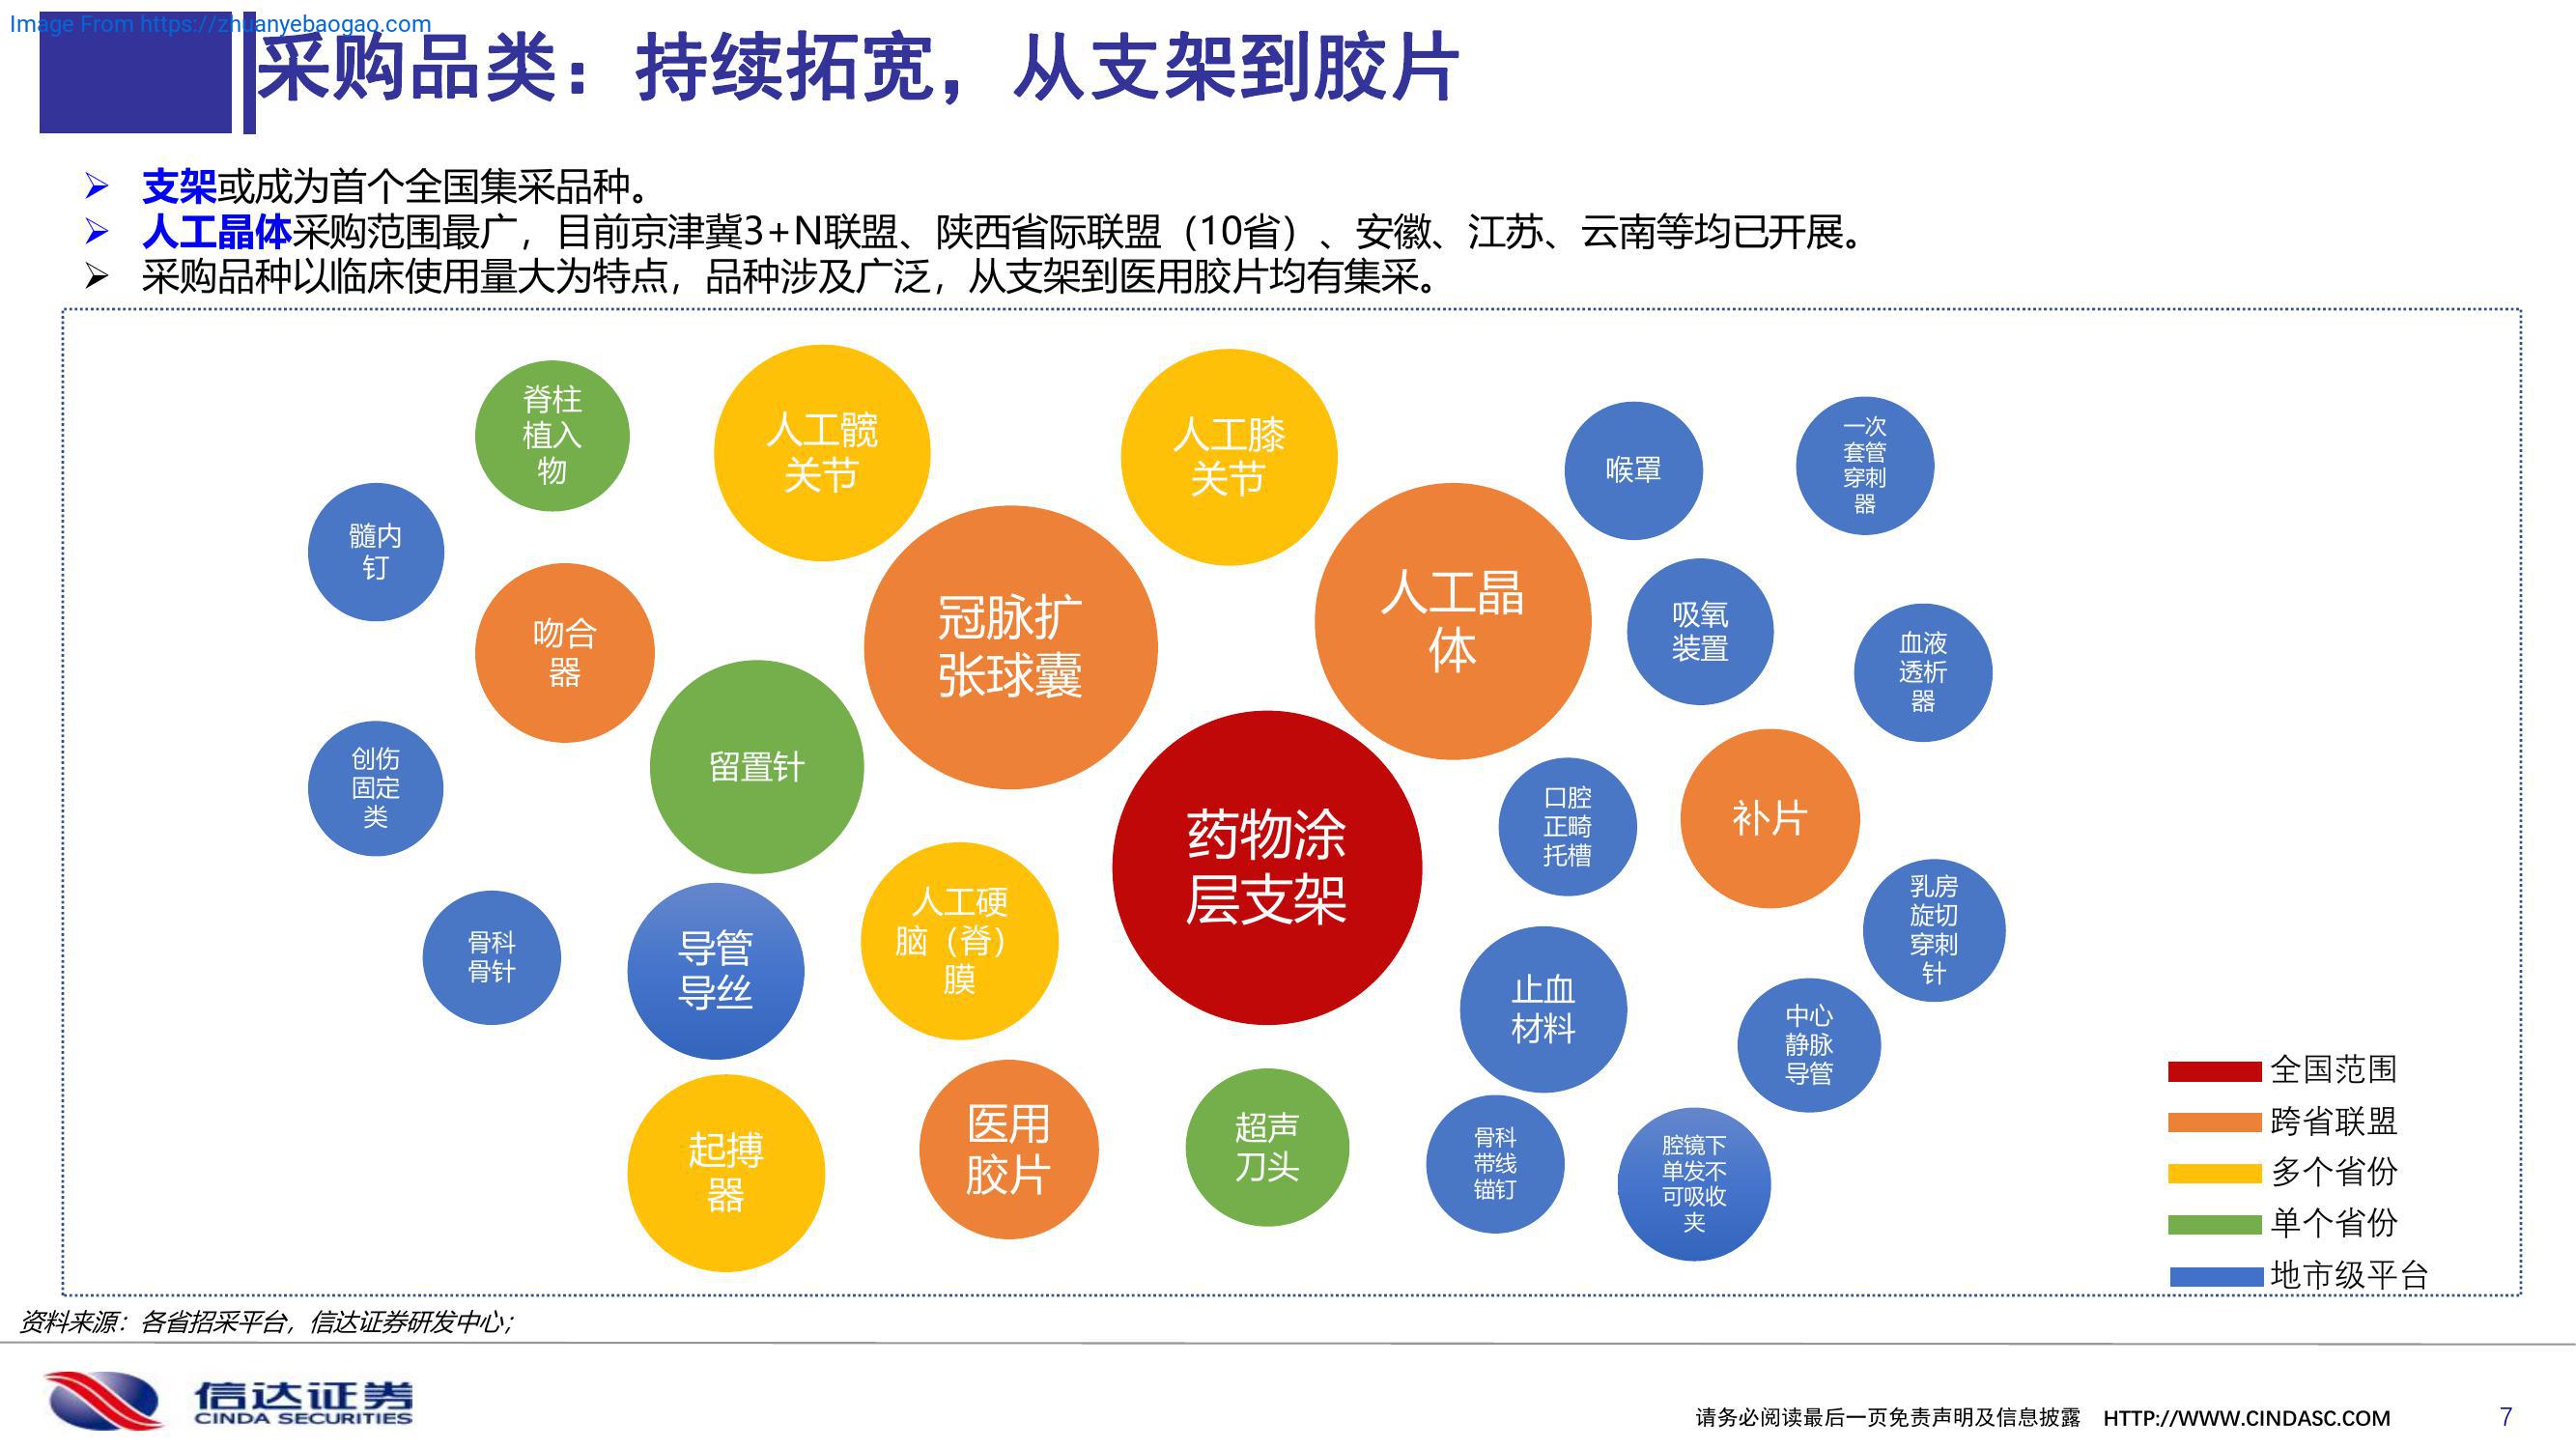 Image From https://zhuanyebaogao.com
采购品类：持续拓宽，从支架到胶片
支架或成为首个全国集采品种。
人工晶体采购范围最广，目前京津冀3+N联盟、陕西省际联盟（10省）、安徽、江苏、云南等均已开展。
采购品种以临床使用量大为特点，品种涉及广泛，从支架到医用胶片均有集采。
脊柱
植入
物
人工髋
关节
人工膝
关节
喉罩
一次
套管
穿刺
器
髓内
钉
吻合
器
冠脉扩
张球囊
人工晶
体
吸氧
装置
血液
透析
器
创伤
固定
类
留置针
药物涂
层支架
口腔
正畸
托槽
补片
乳房
旋切
穿刺
针
骨科
骨针
导管
导丝
人工硬
脑（脊）
膜
止血
材料
中心
静脉
导管
起搏
器
医用
胶片
超声
刀头
骨科
带线
锚钉
腔镜下
单发不
可吸收
夹
全国范围
跨省联盟
多个省份
单个省份
地市级平台
资料来源：各省招采平台，信达证券研发中心；
信达证券
CINDA SECURITIES
请务必阅读最后一页免责声明及信息披露 HTTP://WWW.CINDASC.COM 7